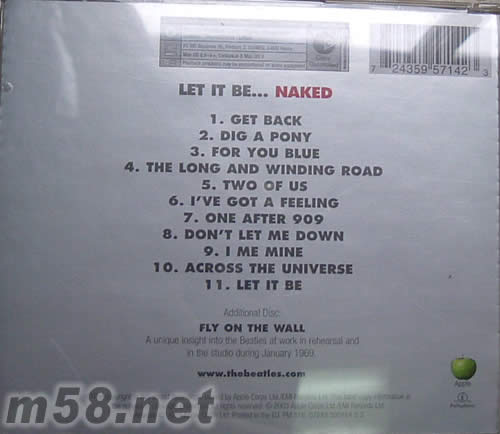 7 24359 57142 3
LET IT BE... NAKED
1. GET BACK
2. DIG A PONY
3. FOR YOU BLUE
4. THE LONG AND WINDING ROAD
5. TWO OF US
6. I'VE GOT A FEELING
7. ONE AFTER 909
8. DON'T LET ME DOWN
9. I ME MINE
10. ACROSS THE UNIVERSE
11. LET IT BE
Additional Disc:
FLY ON THE WALL
A unique insight into the Beatles at work in rehearsal and
in the studio during January 1969.
www.thebeatles.com
Apple
Parlophone
m58.net